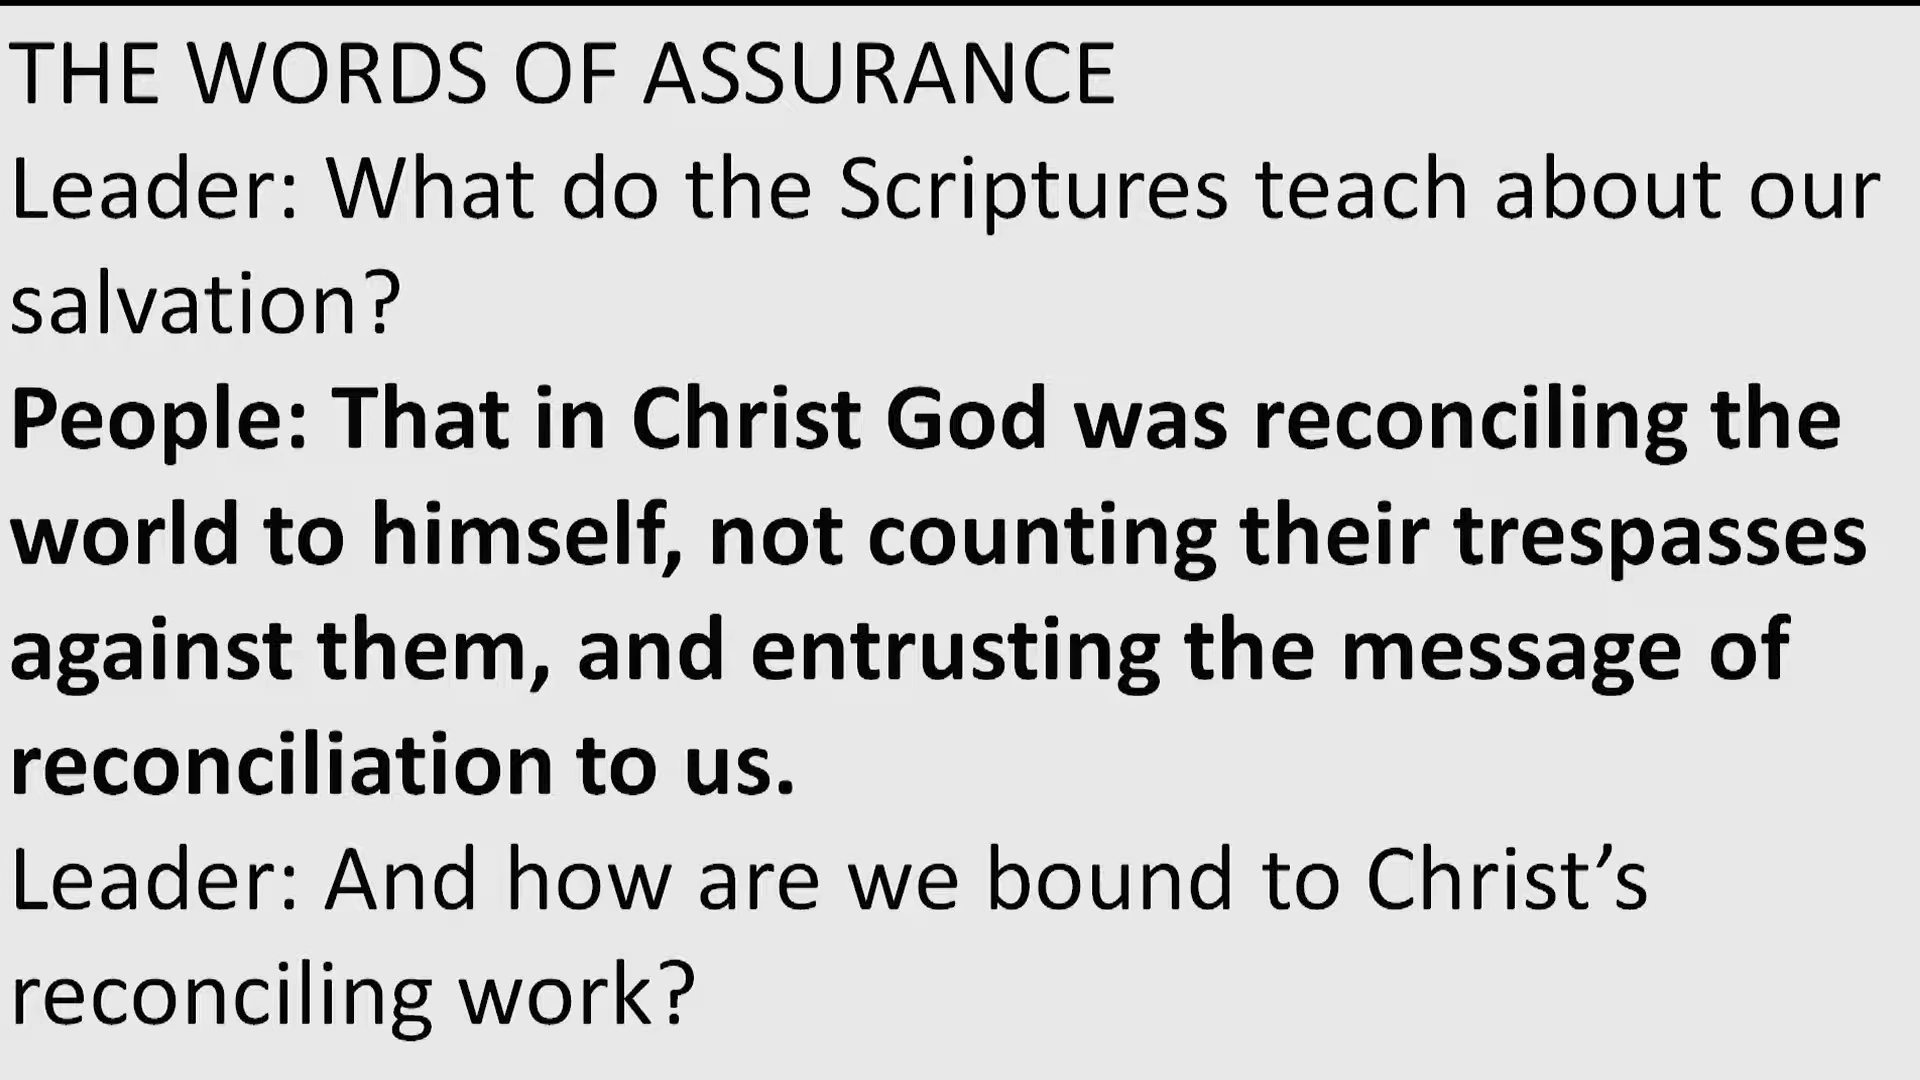 THE WORDS OF ASSURANCE
Leader: What do the Scriptures teach about our
salvation?
People: That in Christ God was reconciling the
world to himself, not counting their trespasses
against them, and entrusting the message of
reconciliation to us.
Leader: And how are we bound to Christ’s
reconciling work?